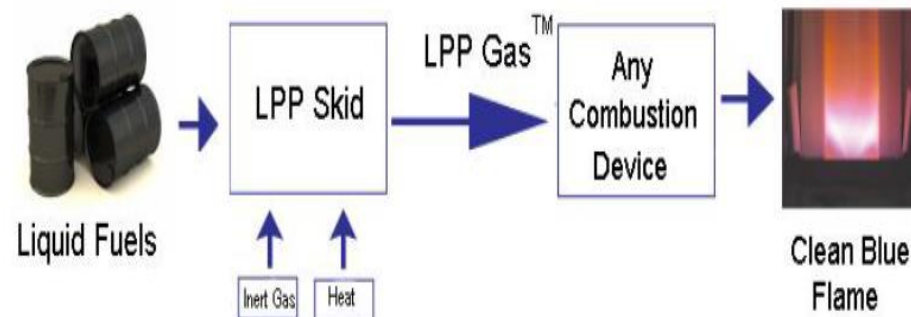 Liquid Fuels
LPP Skid
Inert Gas
Heat
LPP Gas™
Any
Combustion
Device
Clean Blue
Flame